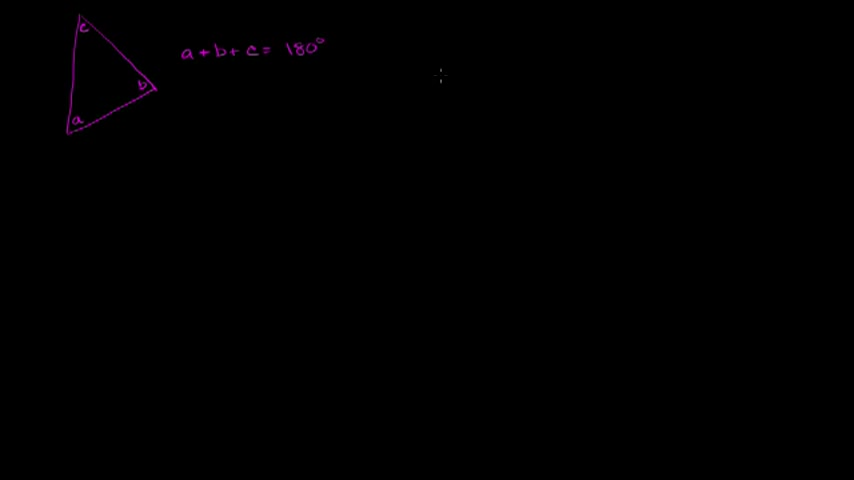 c
a + b + c = 180°
b
a